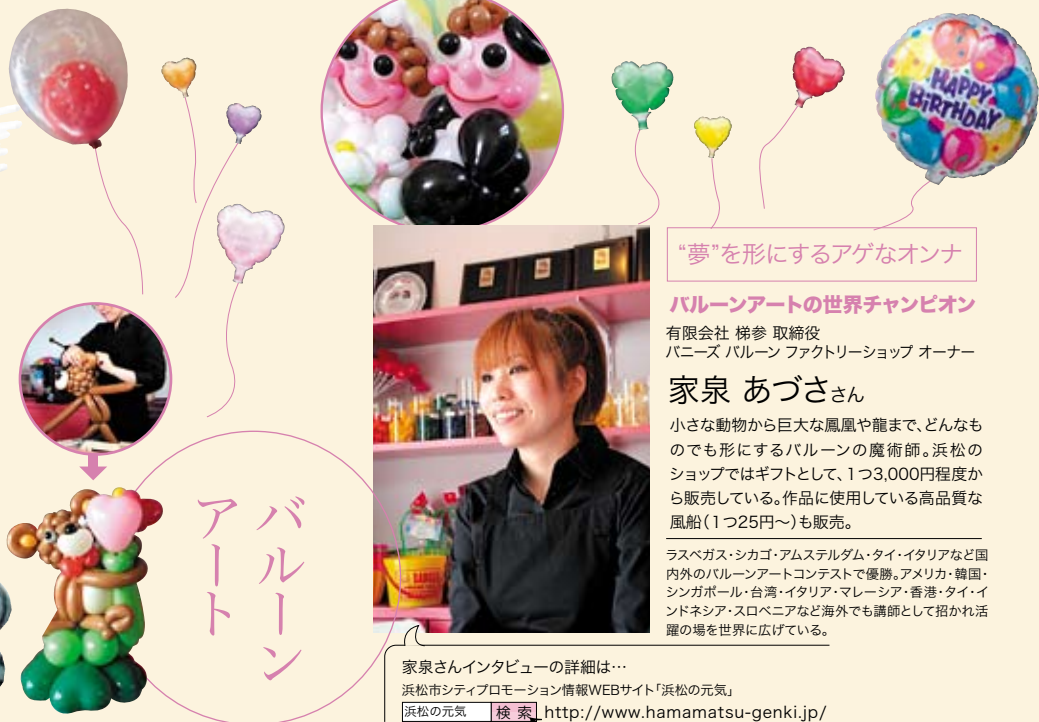 HAPPY
BIRTHDAY
“夢”を形にするアゲなオンナ
バルーンアートの世界チャンピオン
有限会社 梯参 取締役
バニーズ バルーン ファクトリーショップ オーナー
家泉 あづささん
小さな動物から巨大な鳳凰や龍まで、どんなも
のでも形にするバルーンの魔術師。浜松の
ショップではギフトとして、1つ3,000円程度か
ら販売している。作品に使用している高品質な
風船(1つ25円〜)も販売。
ラスベガス・シカゴ・アムステルダム・タイ・イタリアなど国
内外のバルーンアートコンテストで優勝。アメリカ・韓国・
シンガポール・台湾・イタリア・マレーシア・香港・タイ・イ
ンドネシア・スロベニアなど海外でも講師として招かれ活
躍の場を世界に広げている。
バルーン
アート
家泉さんインタビューの詳細は…
浜松市シティプロモーション情報WEBサイト「浜松の元気」
浜松の元気 検 索 http://www.hamamatsu-genki.jp/